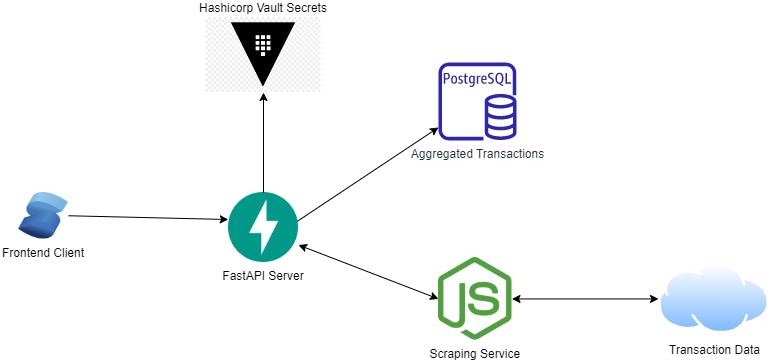 Hashicorp Vault Secrets
PostgreSQL
Aggregated Transactions
Frontend Client
FastAPI Server
JS
Scraping Service
Transaction Data